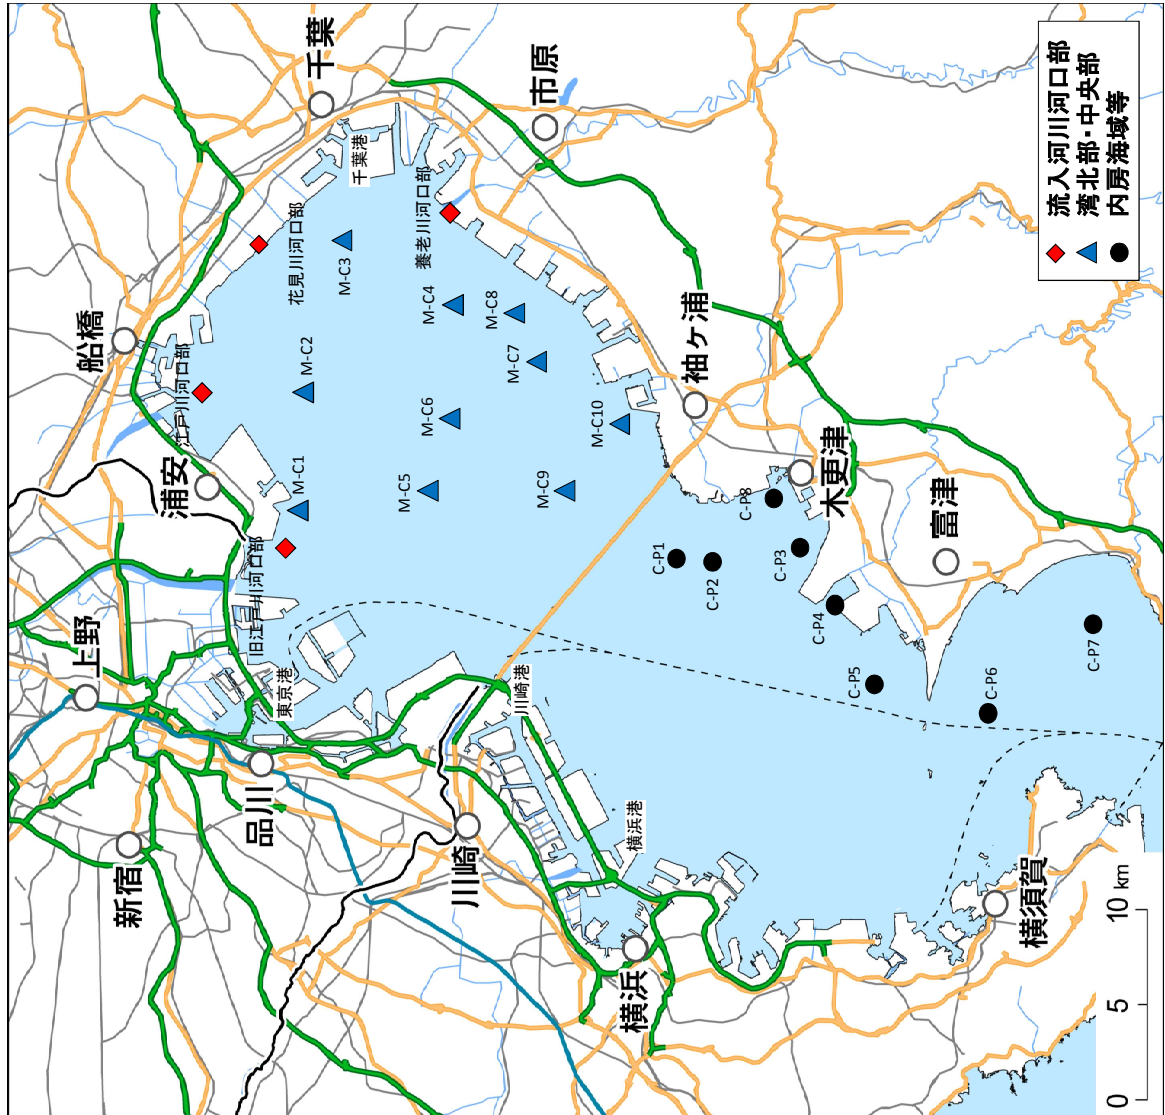 新宿
上野
品川
川崎
横浜
横須賀
浦安
船橋
千葉
市原
袖ヶ浦
木更津
富津
東京港
川崎港
横浜港
千葉港
旧江戸川河口部
江戸川河口部
花見川河口部
養老川河口部
M-C1
M-C2
M-C3
M-C4
M-C5
M-C6
M-C7
M-C8
M-C9
M-C10
C-P1
C-P2
C-P3
C-P4
C-P5
C-P6
C-P7
C-P8
流入河川河口部
湾北部・中央部
内房海域等
0 5 10 km